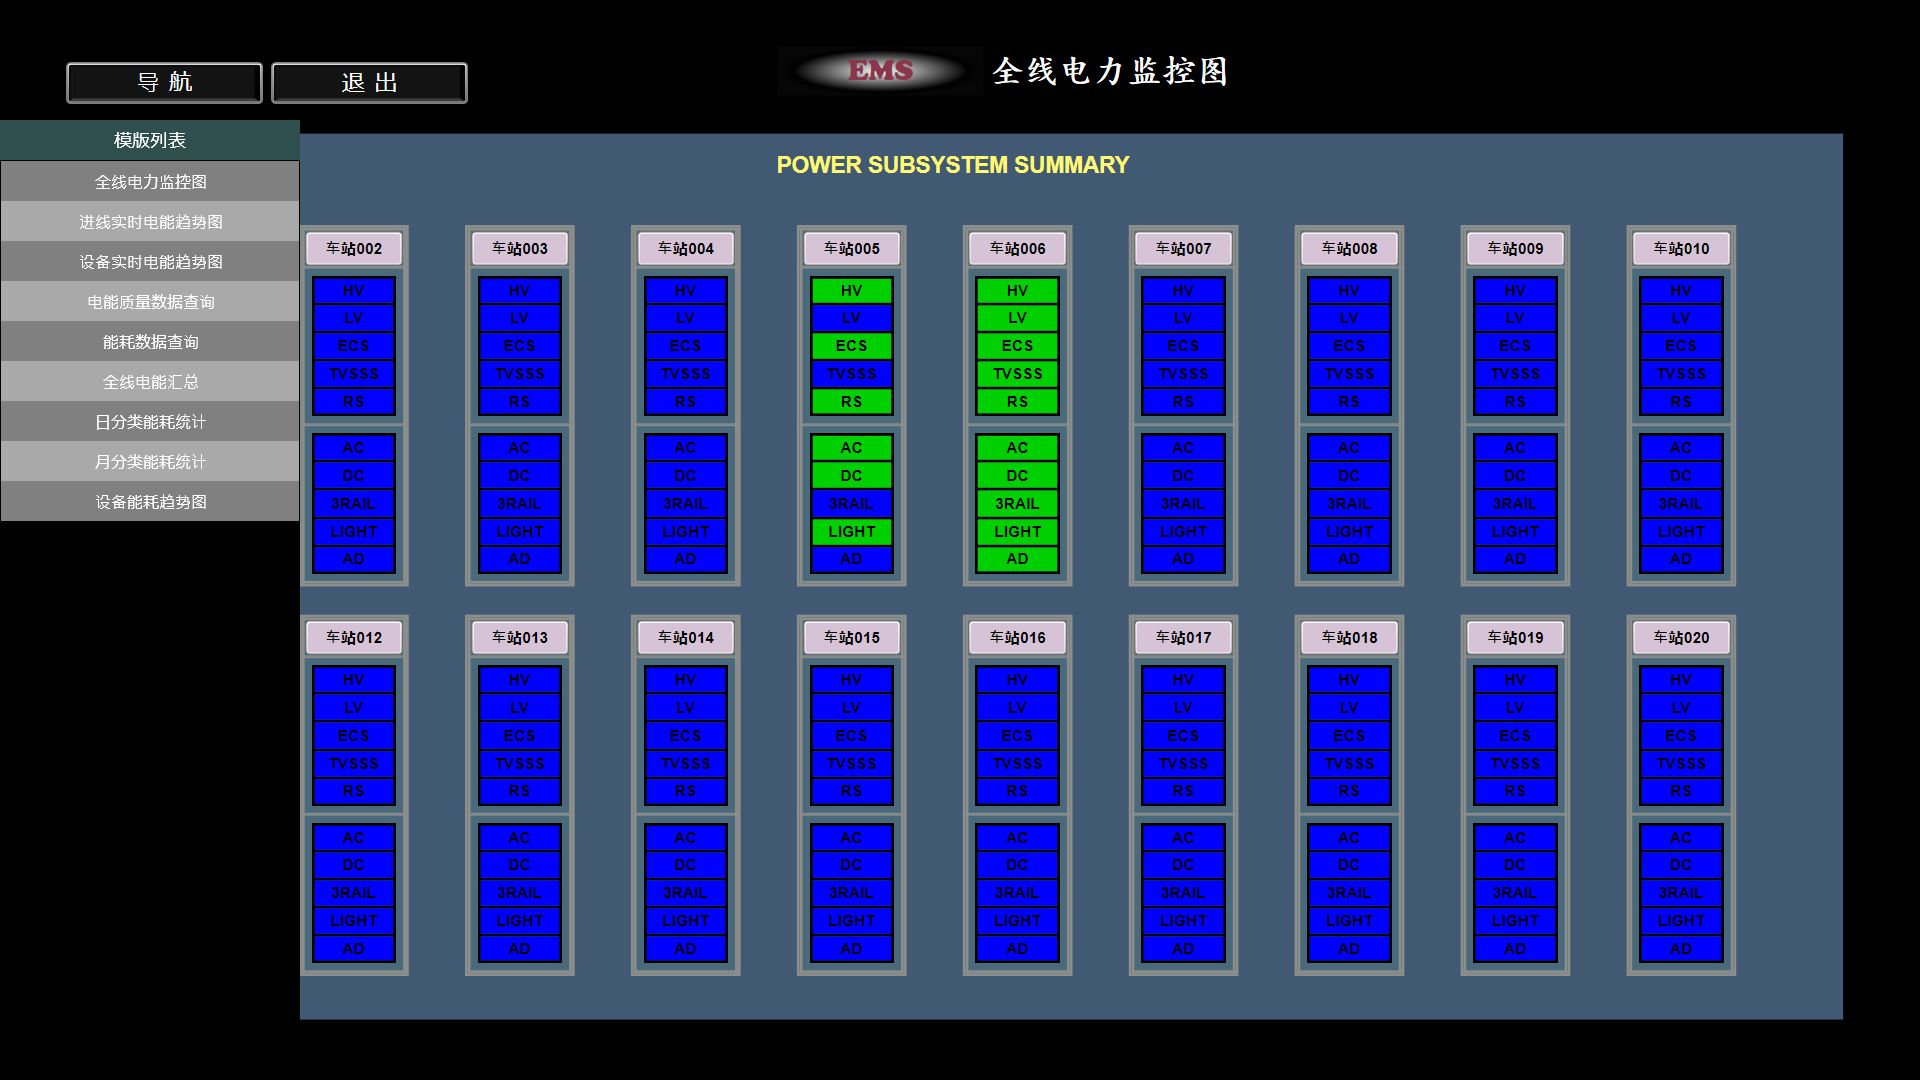 导 航
退 出
EMS 全线电力监控图
模版列表
全线电力监控图
进线实时电能趋势图
设备实时电能趋势图
电能质量数据查询
能耗数据查询
全线电能汇总
日分类能耗统计
月分类能耗统计
设备能耗趋势图
POWER SUBSYSTEM SUMMARY
车站002 车站003 车站004 车站005 车站006 车站007 车站008 车站009 车站010
HV HV HV HV HV HV HV HV HV
LV LV LV LV LV LV LV LV LV
ECS ECS ECS ECS ECS ECS ECS ECS ECS
TVSSS TVSSS TVSSS TVSSS TVSSS TVSSS TVSSS TVSSS TVSSS
RS RS RS RS RS RS RS RS RS
AC AC AC AC AC AC AC AC AC
DC DC DC DC DC DC DC DC DC
3RAIL 3RAIL 3RAIL 3RAIL 3RAIL 3RAIL 3RAIL 3RAIL 3RAIL
LIGHT LIGHT LIGHT LIGHT LIGHT LIGHT LIGHT LIGHT LIGHT
AD AD AD AD AD AD AD AD AD
车站012 车站013 车站014 车站015 车站016 车站017 车站018 车站019 车站020
HV HV HV HV HV HV HV HV HV
LV LV LV LV LV LV LV LV LV
ECS ECS ECS ECS ECS ECS ECS ECS ECS
TVSSS TVSSS TVSSS TVSSS TVSSS TVSSS TVSSS TVSSS TVSSS
RS RS RS RS RS RS RS RS RS
AC AC AC AC AC AC AC AC AC
DC DC DC DC DC DC DC DC DC
3RAIL 3RAIL 3RAIL 3RAIL 3RAIL 3RAIL 3RAIL 3RAIL 3RAIL
LIGHT LIGHT LIGHT LIGHT LIGHT LIGHT LIGHT LIGHT LIGHT
AD AD AD AD AD AD AD AD AD